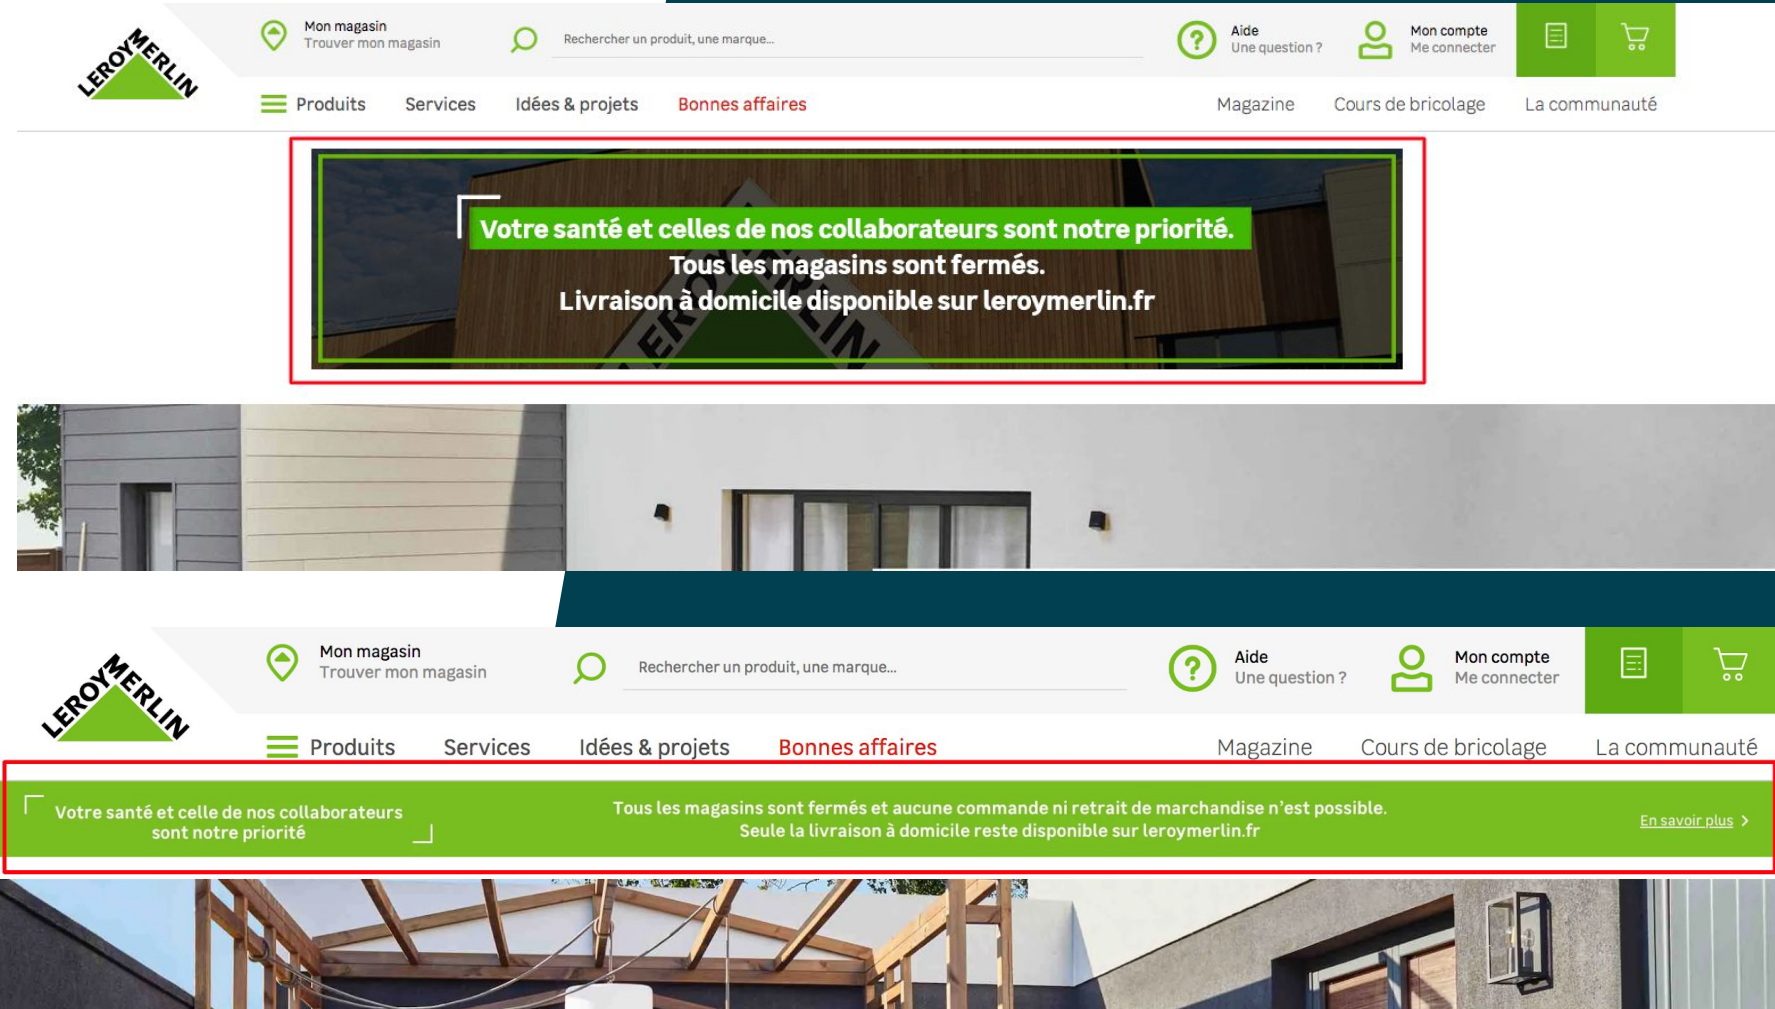 LEROY MERLIN
Mon magasin
Trouver mon magasin
Rechercher un produit, une marque...
Aide
Une question ?
Mon compte
Me connecter
Produits
Services
Idées & projets
Bonnes affaires
Magazine
Cours de bricolage
La communauté
Votre santé et celles de nos collaborateurs sont notre priorité.
Tous les magasins sont fermés.
Livraison à domicile disponible sur leroymerlin.fr
LEROY MERLIN
LEROY MERLIN
Mon magasin
Trouver mon magasin
Rechercher un produit, une marque...
Aide
Une question ?
Mon compte
Me connecter
Produits
Services
Idées & projets
Bonnes affaires
Magazine
Cours de bricolage
La communauté
Votre santé et celle de nos collaborateurs
sont notre priorité
Tous les magasins sont fermés et aucune commande ni retrait de marchandise n'est possible.
Seule la livraison à domicile reste disponible sur leroymerlin.fr
En savoir plus >